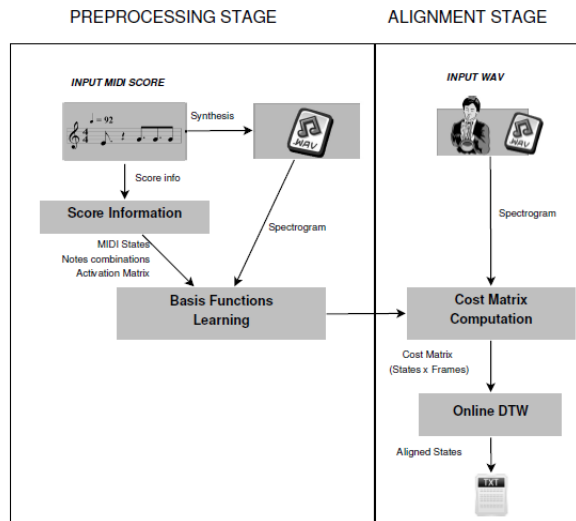 PREPROCESSING STAGE
ALIGNMENT STAGE
INPUT MIDI SCORE
= 92
4
4
Synthesis
.WAV
Score info
Score Information
MIDI States
Notes combinations
Activation Matrix
Spectrogram
Basis Functions
Learning
INPUT WAV
.WAV
Spectrogram
Cost Matrix
Computation
Cost Matrix
(States x Frames)
Online DTW
Aligned States
TXT